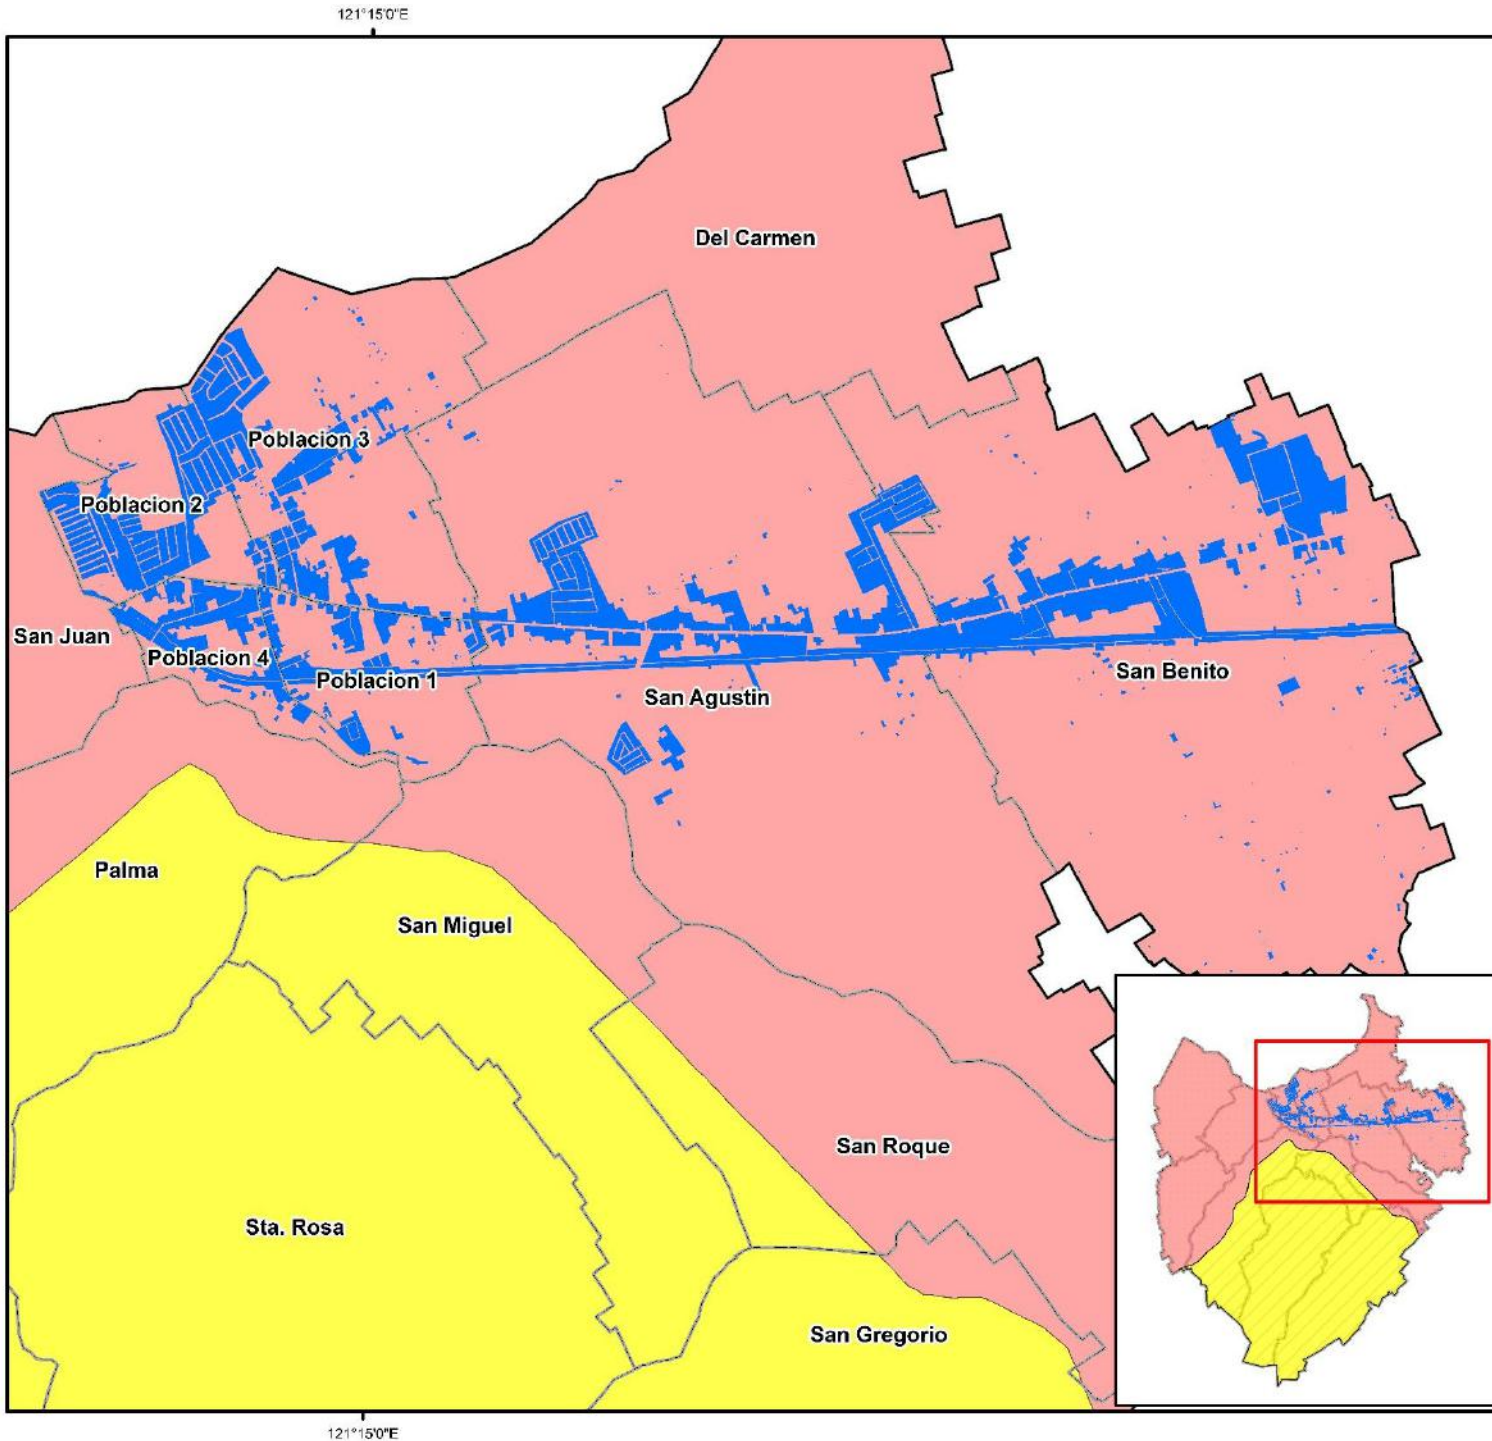 121°15'0"E
Del Carmen
Poblacion 3
Poblacion 2
San Juan
Poblacion 4
Poblacion 1
San Benito
San Agustin
Palma
San Miguel
San Roque
Sta. Rosa
San Gregorio
121°15'0"E